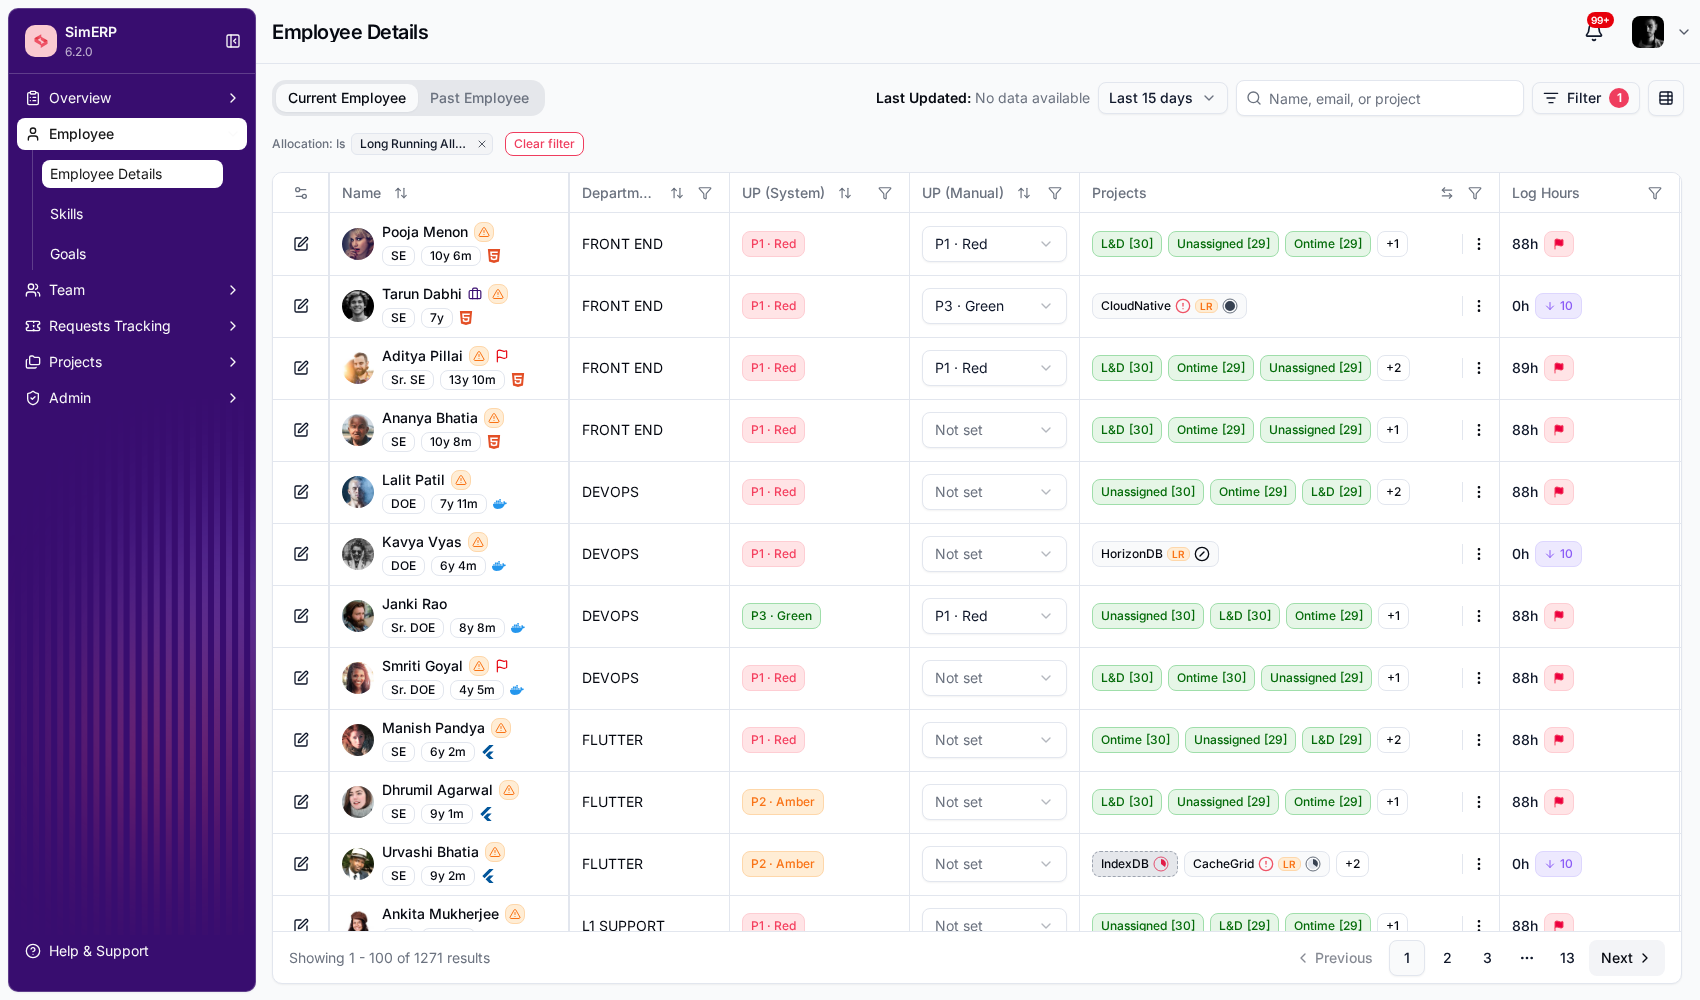 SimERP
6.2.0
Overview
Employee
Employee Details
Skills
Goals
Team
Requests Tracking
Projects
Admin
Help & Support
Employee Details
99+
Current Employee Past Employee
Last Updated: No data available Last 15 days Name, email, or project Filter 1
Allocation: Is Long Running All... Clear filter
Name Departm... UP (System) UP (Manual) Projects Log Hours
Pooja Menon
SE 10y 6m
FRONT END P1 · Red P1 · Red L&D [30] Unassigned [29] Ontime [29] +1 88h
Tarun Dabhi
SE 7y
FRONT END P1 · Red P3 · Green CloudNative LR 0h 10
Aditya Pillai
Sr. SE 13y 10m
FRONT END P1 · Red P1 · Red L&D [30] Ontime [29] Unassigned [29] +2 89h
Ananya Bhatia
SE 10y 8m
FRONT END P1 · Red Not set L&D [30] Ontime [29] Unassigned [29] +1 88h
Lalit Patil
DOE 7y 11m
DEVOPS P1 · Red Not set Unassigned [30] Ontime [29] L&D [29] +2 88h
Kavya Vyas
DOE 6y 4m
DEVOPS P1 · Red Not set HorizonDB LR 0h 10
Janki Rao
Sr. DOE 8y 8m
DEVOPS P3 · Green P1 · Red Unassigned [30] L&D [30] Ontime [29] +1 88h
Smriti Goyal
Sr. DOE 4y 5m
DEVOPS P1 · Red Not set L&D [30] Ontime [30] Unassigned [29] +1 88h
Manish Pandya
SE 6y 2m
FLUTTER P1 · Red Not set Ontime [30] Unassigned [29] L&D [29] +2 88h
Dhrumil Agarwal
SE 9y 1m
FLUTTER P2 · Amber Not set L&D [30] Unassigned [29] Ontime [29] +1 88h
Urvashi Bhatia
SE 9y 2m
FLUTTER P2 · Amber Not set IndexDB CacheGrid LR +2 0h 10
Ankita Mukherjee
L1 SUPPORT P1 · Red Not set Unassigned [30] L&D [29] Ontime [29] +1 88h
Showing 1 - 100 of 1271 results
Previous 1 2 3 ••• 13 Next